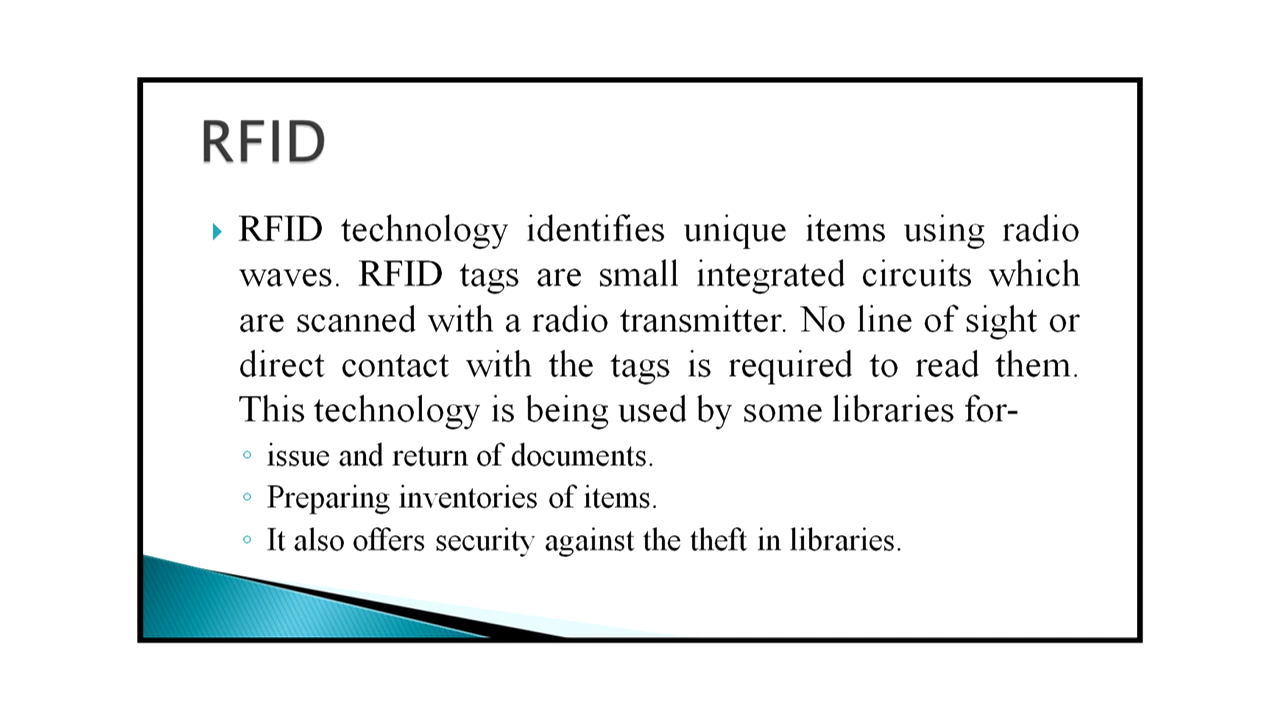 RFID
RFID technology identifies unique items using radio
waves. RFID tags are small integrated circuits which
are scanned with a radio transmitter. No line of sight or
direct contact with the tags is required to read them.
This technology is being used by some libraries for-
issue and return of documents.
Preparing inventories of items.
It also offers security against the theft in libraries.